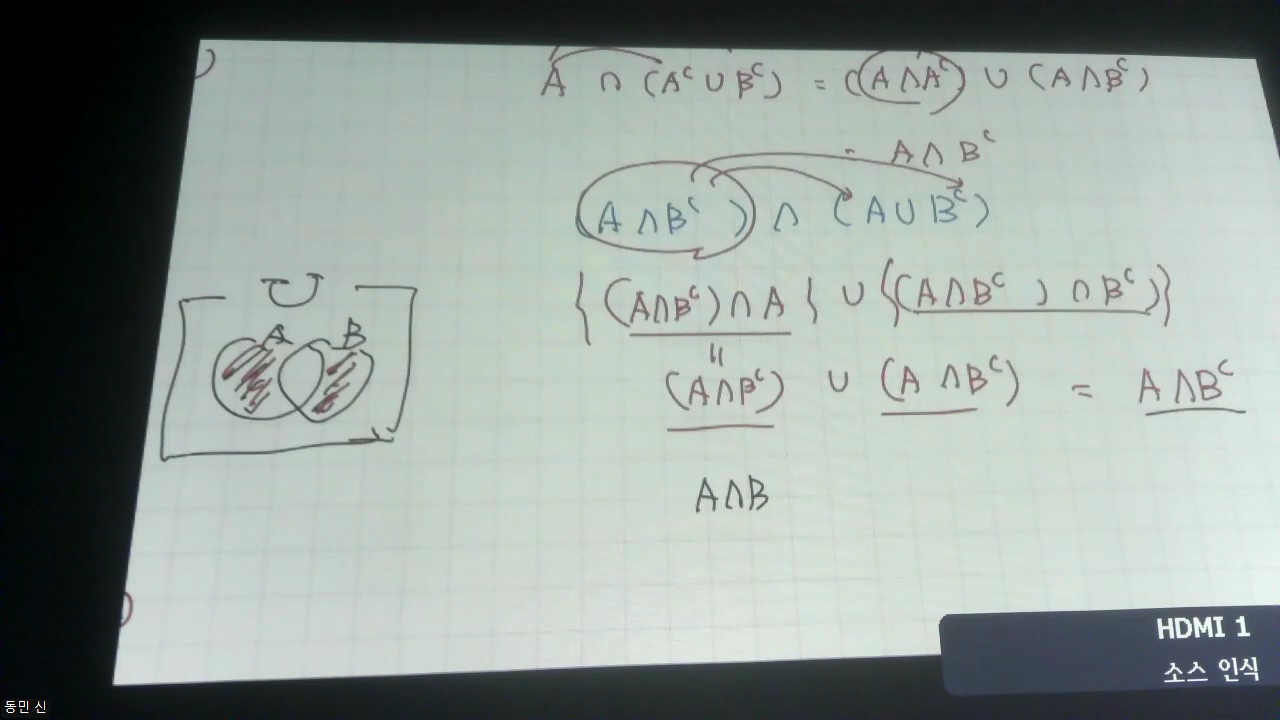 A ∩ (Aᶜ ∪ Bᶜ) = (A ∩ Aᶜ) ∪ (A ∩ Bᶜ)
A ∩ Bᶜ
(A ∩ Bᶜ ) ∩ (A ∪ Bᶜ)
{ (A∩Bᶜ) ∩ A } ∪ {(A∩Bᶜ ) ∩ Bᶜ)}
U
A B
(A∩Bᶜ) ∪ (A ∩Bᶜ) = A ∩Bᶜ
A∩B
HDMI 1
소스 인식
동민 신